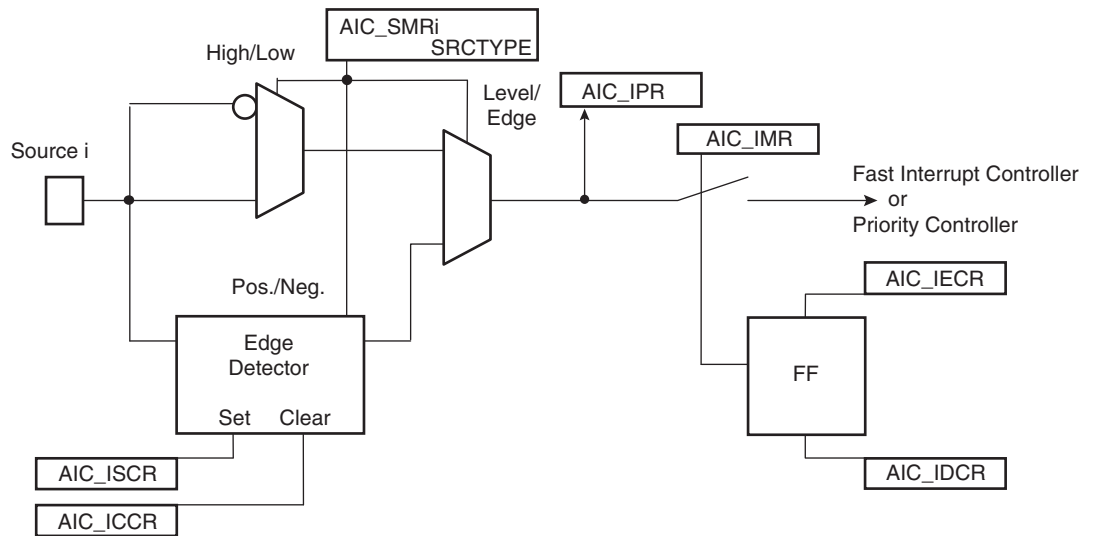 AIC_SMRi
SRCTYPE
High/Low
Level/
Edge
AIC_IPR
AIC_IMR
Source i
Fast Interrupt Controller
or
Priority Controller
Pos./Neg.
AIC_IECR
Edge
Detector
FF
Set Clear
AIC_ISCR
AIC_IDCR
AIC_ICCR